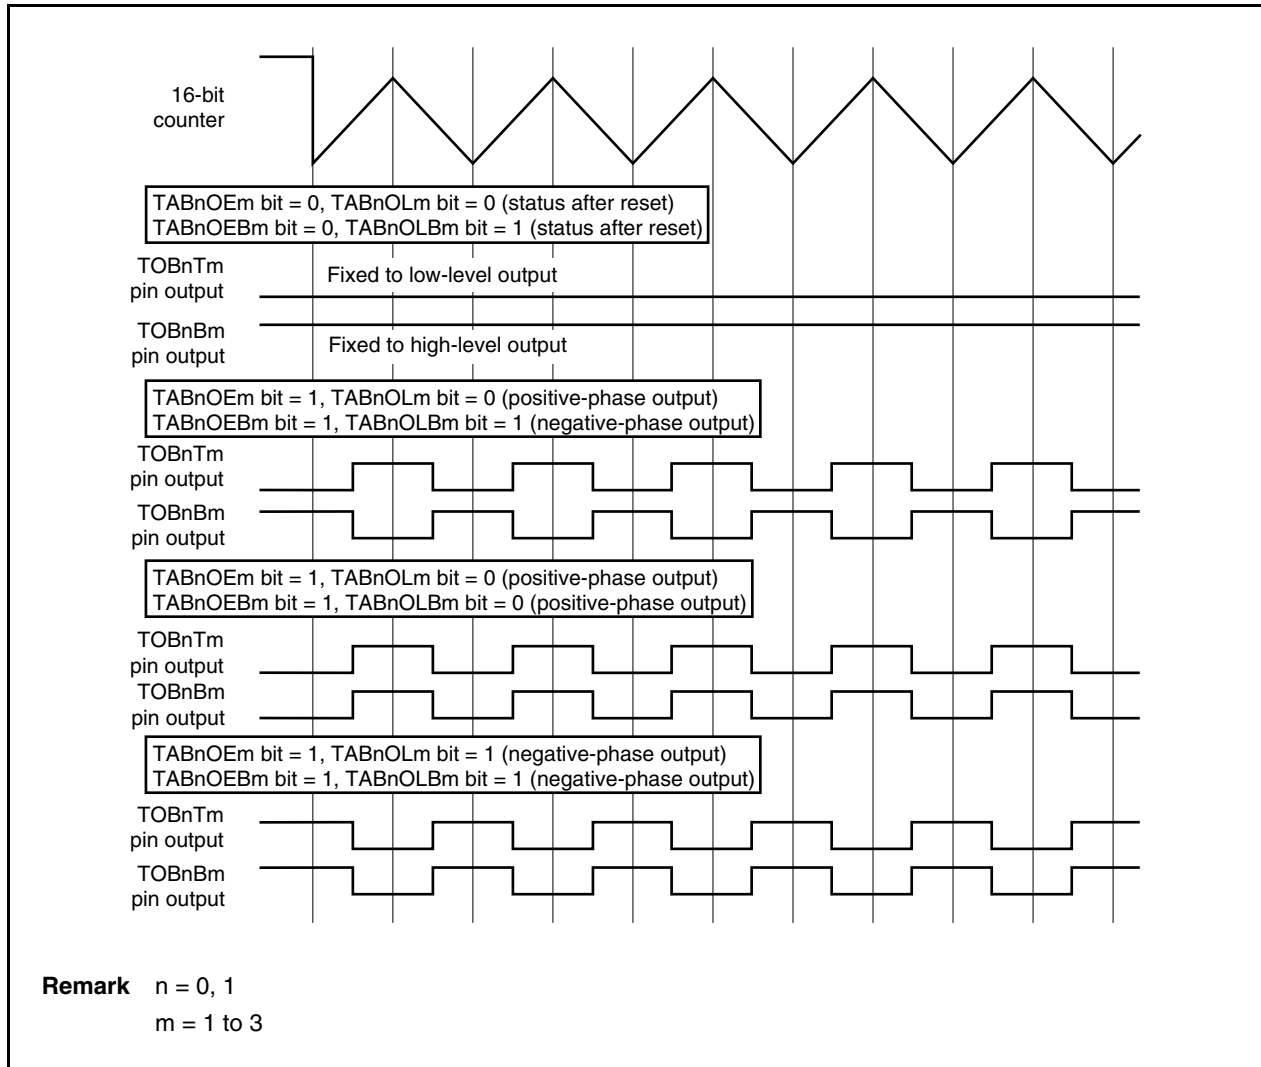 16-bit
counter
TABnOEm bit = 0, TABnOLm bit = 0 (status after reset)
TABnOEBm bit = 0, TABnOLBm bit = 1 (status after reset)
TOBnTm
pin output
Fixed to low-level output
TOBnBm
pin output
Fixed to high-level output
TABnOEm bit = 1, TABnOLm bit = 0 (positive-phase output)
TABnOEBm bit = 1, TABnOLBm bit = 1 (negative-phase output)
TOBnTm
pin output
TOBnBm
pin output
TABnOEm bit = 1, TABnOLm bit = 0 (positive-phase output)
TABnOEBm bit = 1, TABnOLBm bit = 0 (positive-phase output)
TOBnTm
pin output
TOBnBm
pin output
TABnOEm bit = 1, TABnOLm bit = 1 (negative-phase output)
TABnOEBm bit = 1, TABnOLBm bit = 1 (negative-phase output)
TOBnTm
pin output
TOBnBm
pin output
Remark n = 0, 1
m = 1 to 3